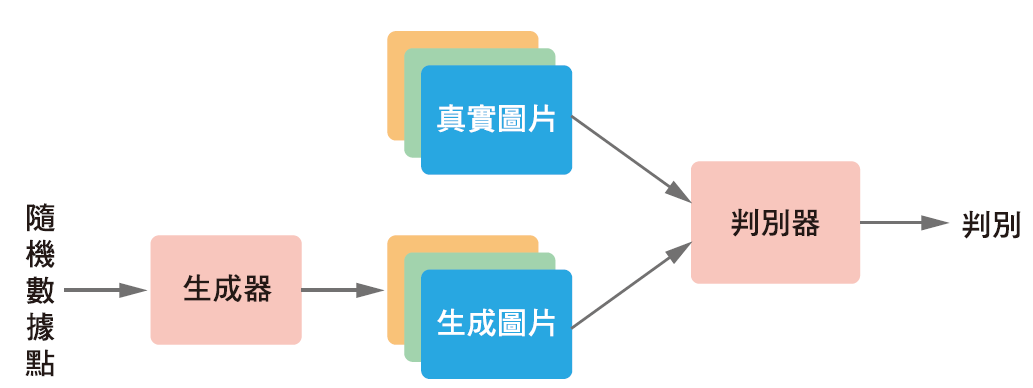 真實圖片
隨機數據點
生成器
生成圖片
判別器
判別